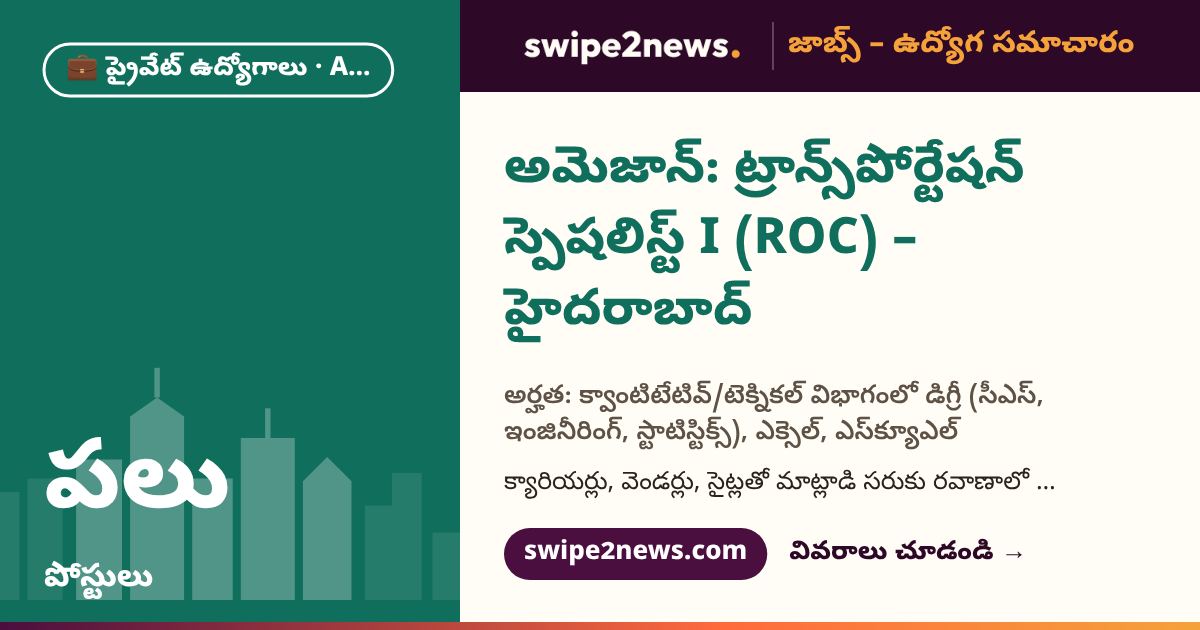 💼 ప్రైవేట్ ఉద్యోగాలు · A...
swipe2news.
జాబ్స్ – ఉద్యోగ సమాచారం
అమెజాన్: ట్రాన్స్‌పోర్టేషన్
స్పెషలిస్ట్ I (ROC) –
హైదరాబాద్
అర్హత: క్వాంటిటేటివ్/టెక్నికల్ విభాగంలో డిగ్రీ (సీఎస్,
ఇంజినీరింగ్, స్టాటిస్టిక్స్), ఎక్సెల్, ఎస్‌క్యూఎల్
క్యారియర్లు, వెండర్లు, సైట్లతో మాట్లాడి సరుకు రవాణాలో ...
పలు
పోస్టులు
swipe2news.com
వివరాలు చూడండి →